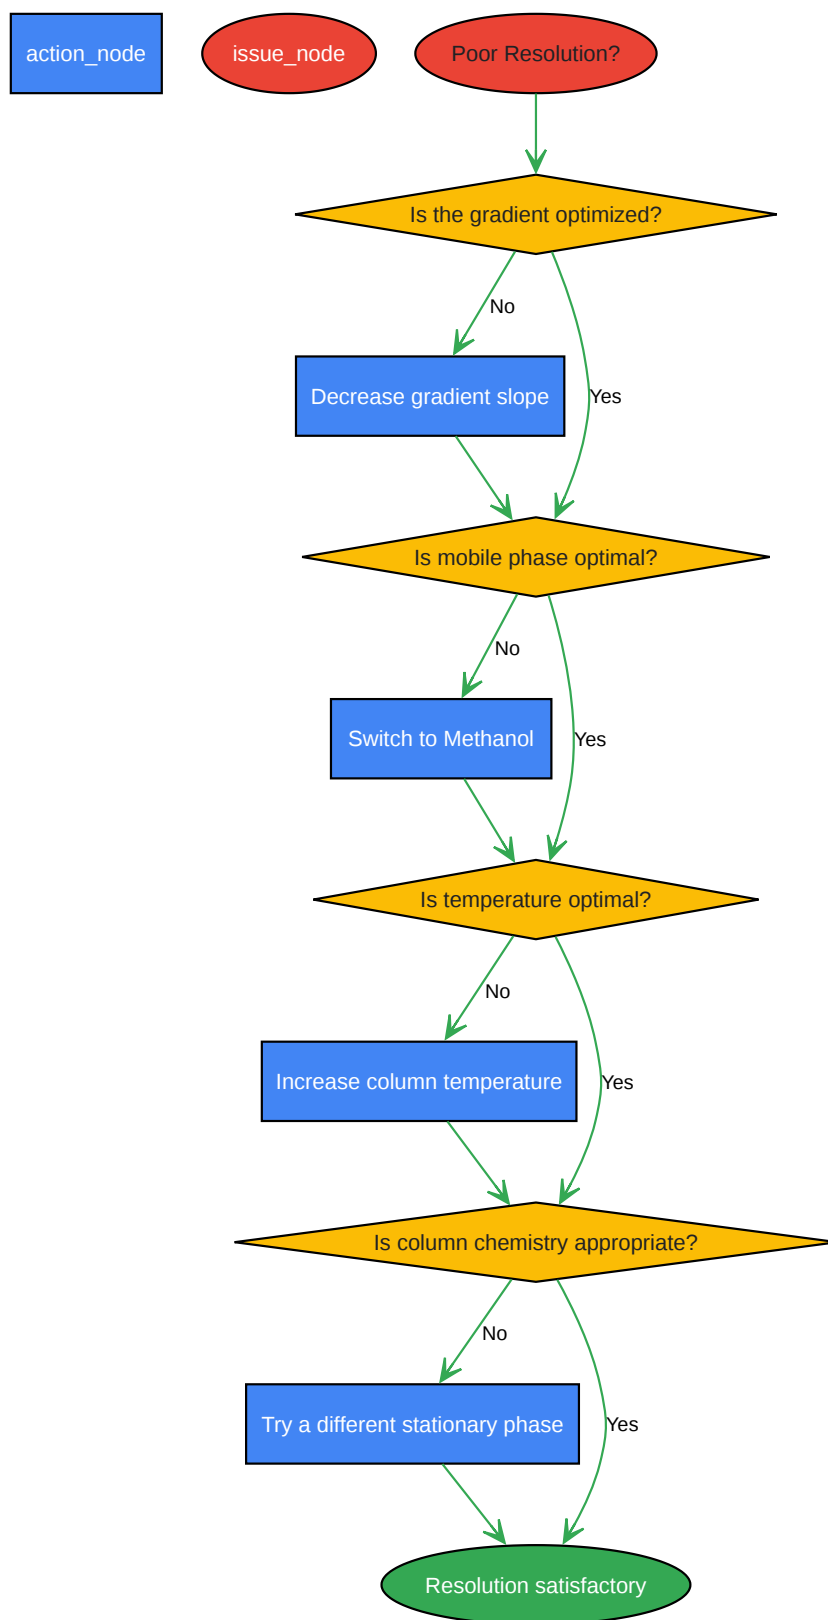 action_node
issue_node
Poor Resolution?
Is the gradient optimized?
No
Decrease gradient slope
Yes
Is mobile phase optimal?
No
Switch to Methanol
Yes
Is temperature optimal?
No
Increase column temperature
Yes
Is column chemistry appropriate?
No
Try a different stationary phase
Yes
Resolution satisfactory